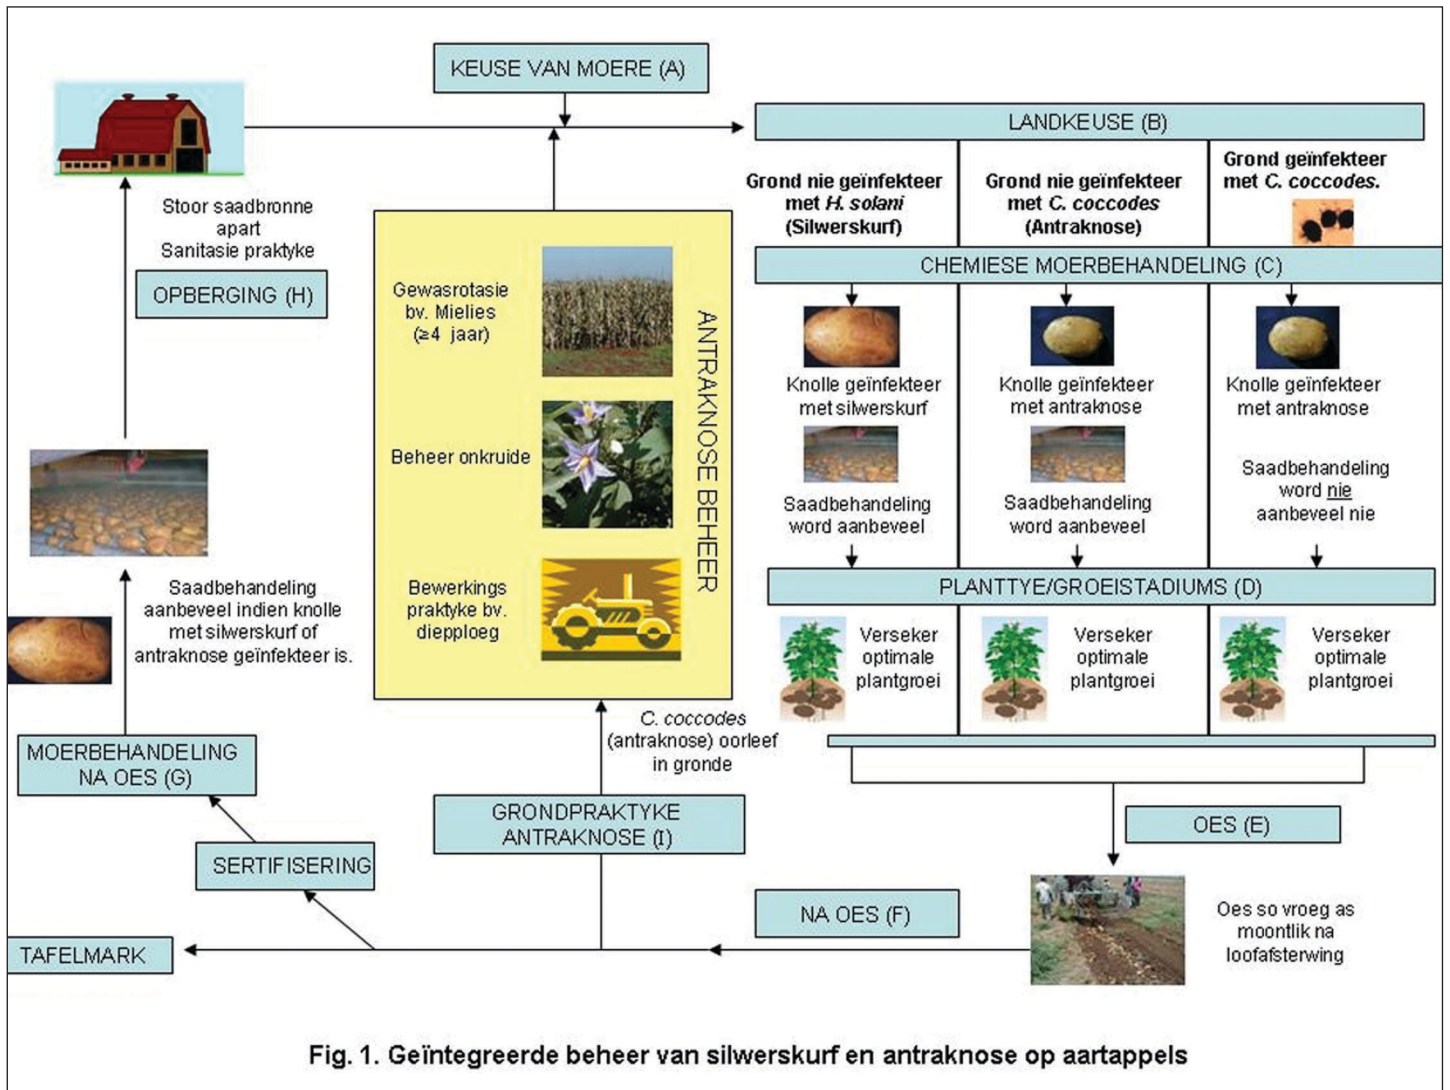 KEUSE VAN MOERE (A)
LANDKEUSE (B)
Grond nie geïnfekteer
met H. solani
(Silwerskurf)
Grond nie geïnfekteer
met C. coccodes
(Antraknose)
Grond geïnfekteer
met C. coccodes.
CHEMIESE MOERBEHANDELING (C)
Knolle geïnfekteer
met silwerskurf
Saadbehandeling
word aanbeveel
Knolle geïnfekteer
met antraknose
Saadbehandeling
word aanbeveel
Knolle geïnfekteer
met antraknose
Saadbehandeling
word nie
aanbeveel nie
PLANTTYE/GROEISTADIUMS (D)
Verseker
optimale
plantgroei
Verseker
optimale
plantgroei
Verseker
optimale
plantgroei
OES (E)
Oes so vroeg as
moontlik na
loofafsterwing
NA OES (F)
TAFELMARK
SERTIFISERING
MOERBEHANDELING
NA OES (G)
Saadbehandeling
aanbeveel indien knolle
met silwerskurf of
antraknose geïnfekteer is.
OPBERGING (H)
Stoor saadbronne
apart
Sanitasie praktyke
GRONDPRAKTYKE
ANTRAKNOSE (I)
C. coccodes
(antraknose) oorleef
in gronde
ANTRAKNOSE BEHEER
Gewasrotasie
bv. Mielies
(≥4 jaar)
Beheer onkruide
Bewerkings
praktyke bv.
diepploeg
Fig. 1. Geïntegreerde beheer van silwerskurf en antraknose op aartappels